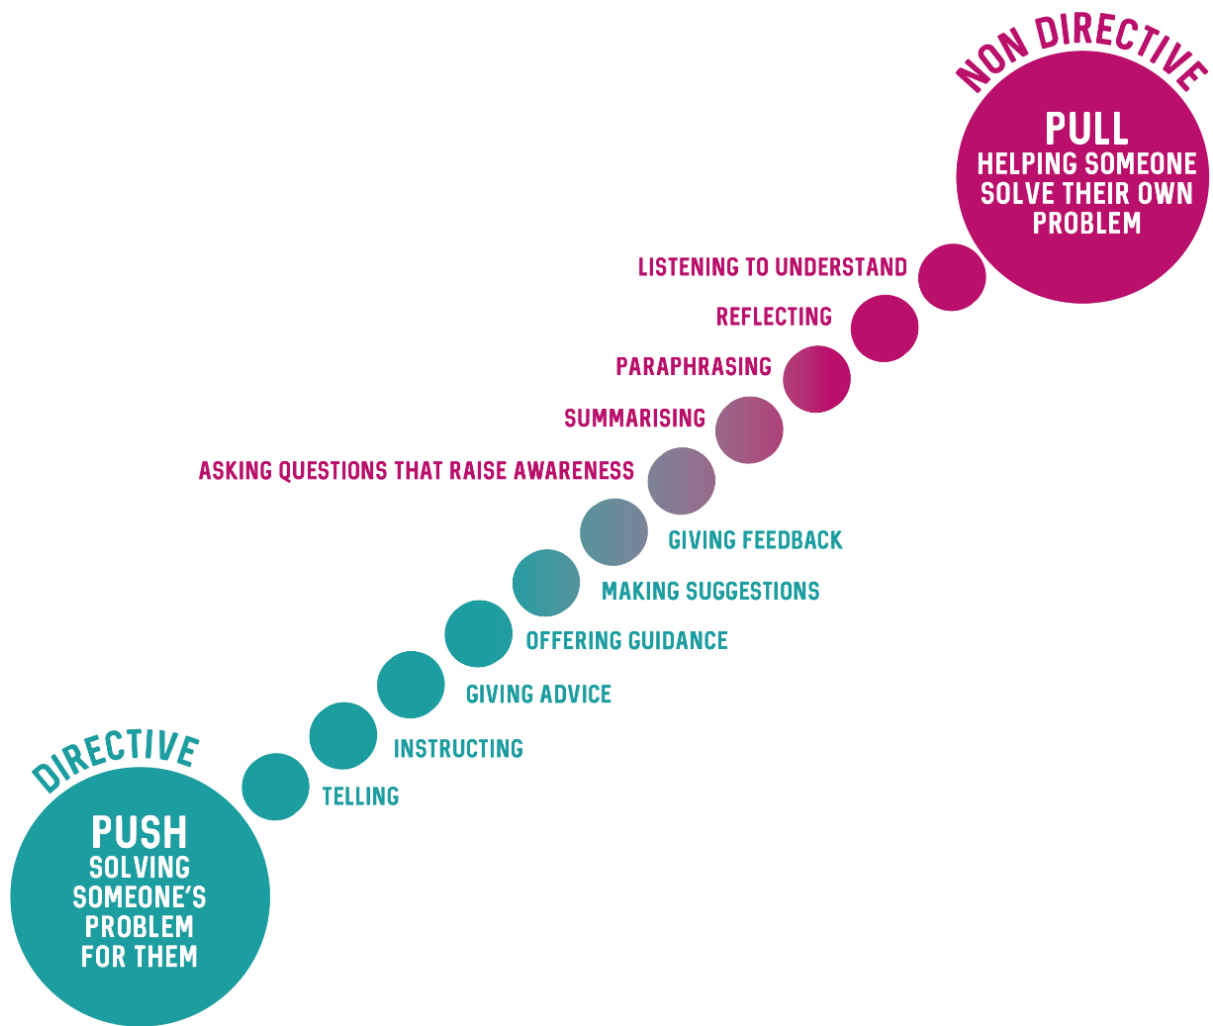 NON DIRECTIVE
PULL
HELPING SOMEONE
SOLVE THEIR OWN
PROBLEM
LISTENING TO UNDERSTAND
REFLECTING
PARAPHRASING
SUMMARISING
ASKING QUESTIONS THAT RAISE AWARENESS
GIVING FEEDBACK
MAKING SUGGESTIONS
OFFERING GUIDANCE
GIVING ADVICE
INSTRUCTING
TELLING
DIRECTIVE
PUSH
SOLVING
SOMEONE'S
PROBLEM
FOR THEM